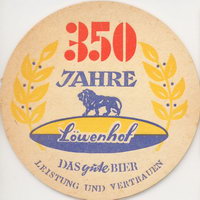 350
JAHRE
Löwenhof
DAS gute BIER
LEISTUNG UND VERTRAUEN